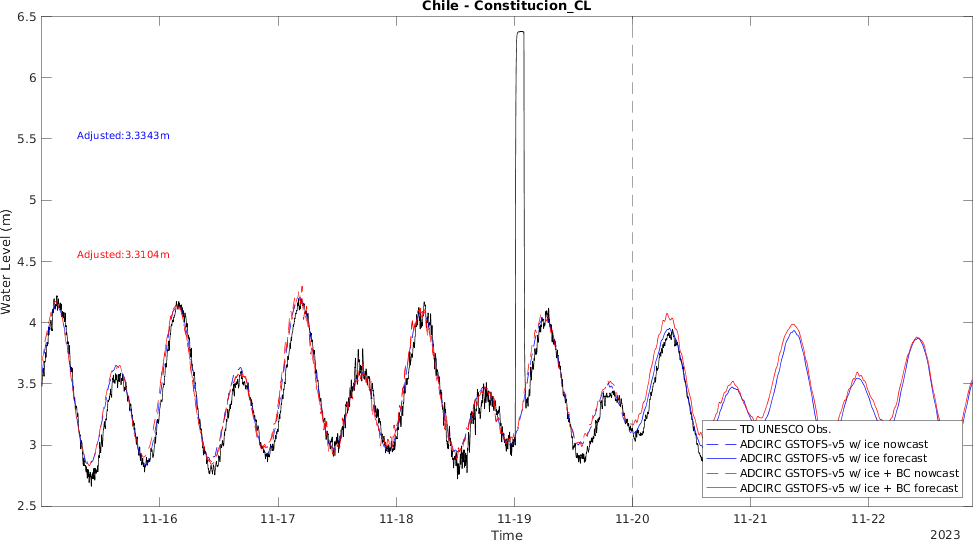 Chile - Constitucion_CL
6.5
6
5.5
5
4.5
4
3.5
3
2.5
Water Level (m)
Adjusted:3.3343m
Adjusted:3.3104m
TD UNESCO Obs.
ADCIRC GSTOFS-v5 w/ ice nowcast
ADCIRC GSTOFS-v5 w/ ice forecast
ADCIRC GSTOFS-v5 w/ ice + BC nowcast
ADCIRC GSTOFS-v5 w/ ice + BC forecast
11-16
11-17
11-18
11-19
11-20
11-21
11-22
Time
2023